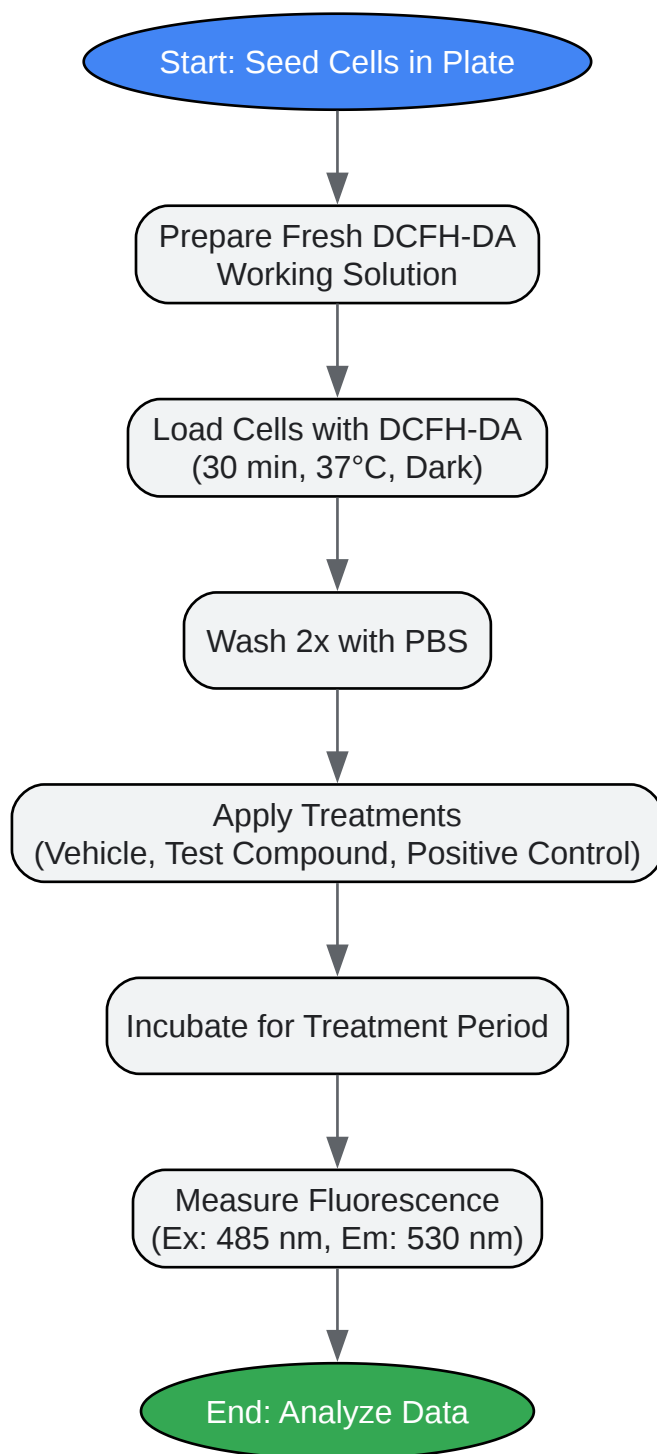 Start: Seed Cells in Plate
Prepare Fresh DCFH-DA
Working Solution
Load Cells with DCFH-DA
(30 min, 37°C, Dark)
Wash 2x with PBS
Apply Treatments
(Vehicle, Test Compound, Positive Control)
Incubate for Treatment Period
Measure Fluorescence
(Ex: 485 nm, Em: 530 nm)
End: Analyze Data